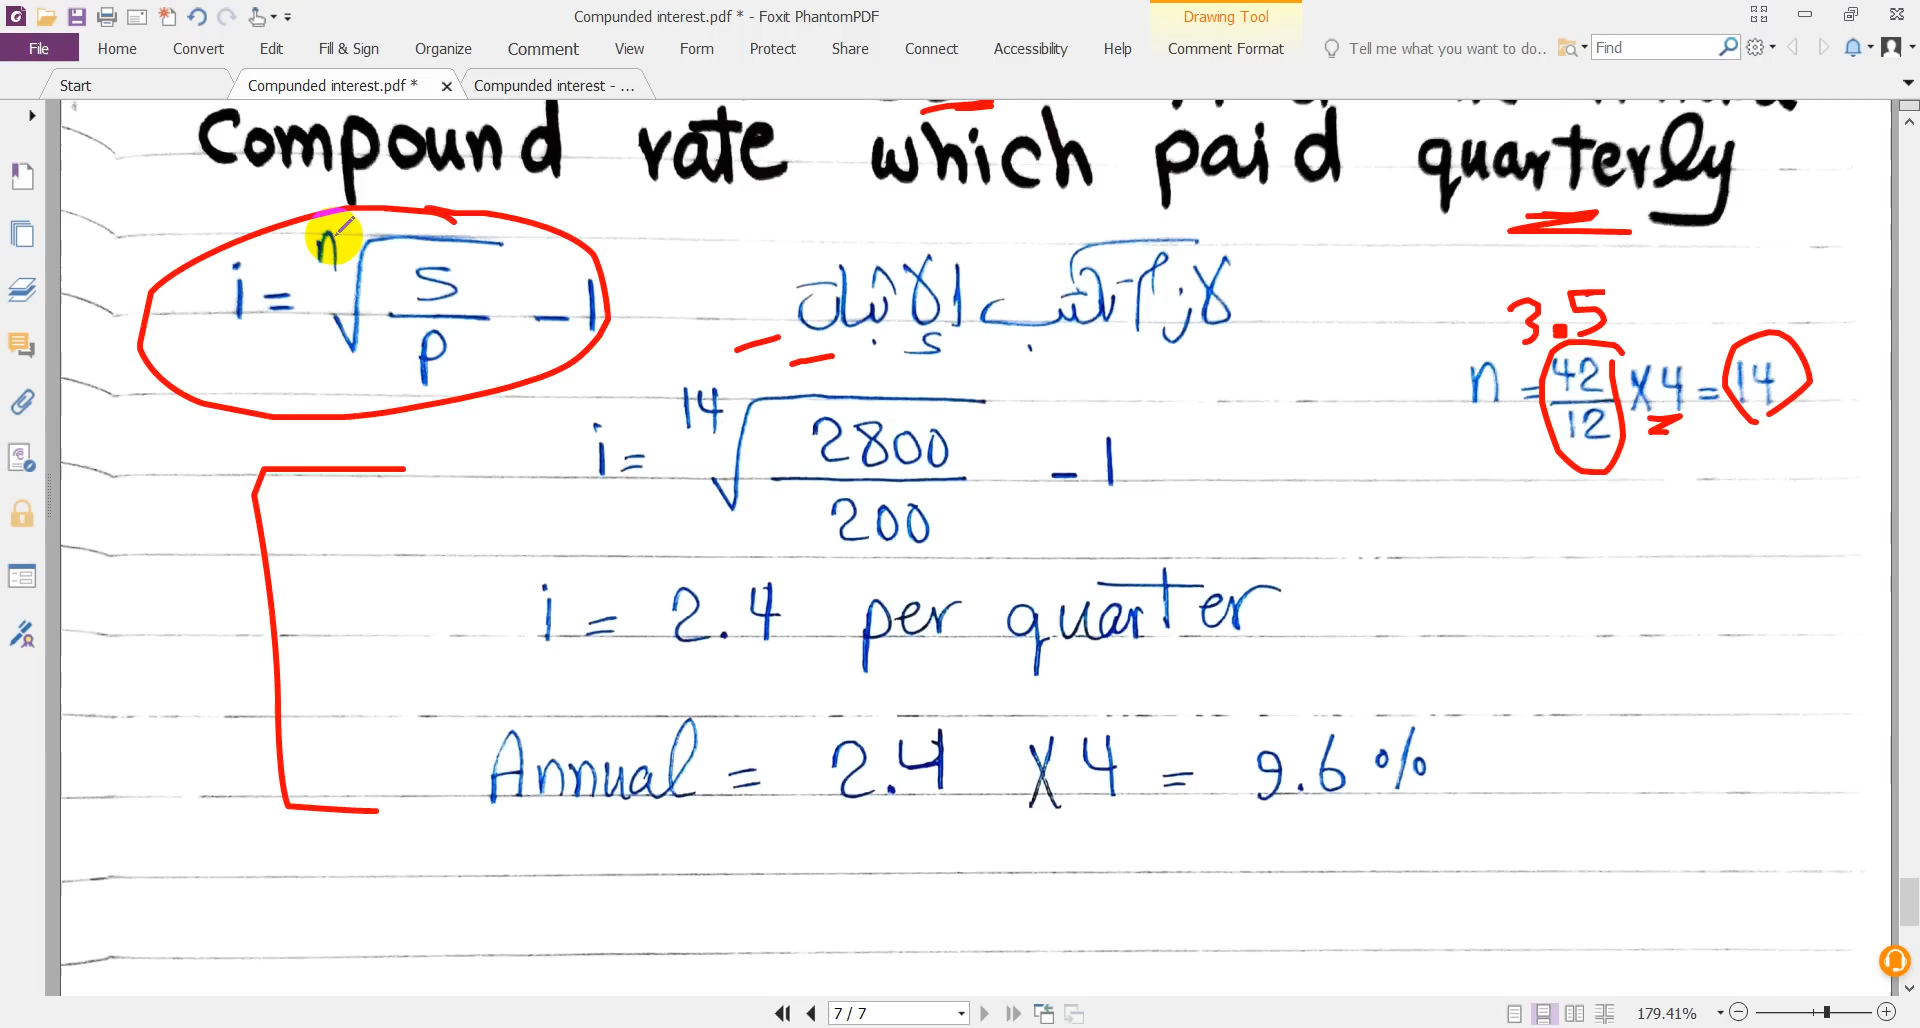 Compunded interest.pdf * - Foxit PhantomPDF
Drawing Tool
File Home Convert Edit Fill & Sign Organize Comment View Form Protect Share Connect Accessibility Help Comment Format Tell me what you want to do.. Find
Start Compunded interest.pdf * Compunded interest - ...
Compound rate which paid quarterly
i = n√(S/P) - 1
3.5
n = 42/12 X 4 = 14
i = 14√(2800/200) - 1
i = 2.4 per quarter
Annual = 2.4 X 4 = 9.6 %
7 / 7 179.41%